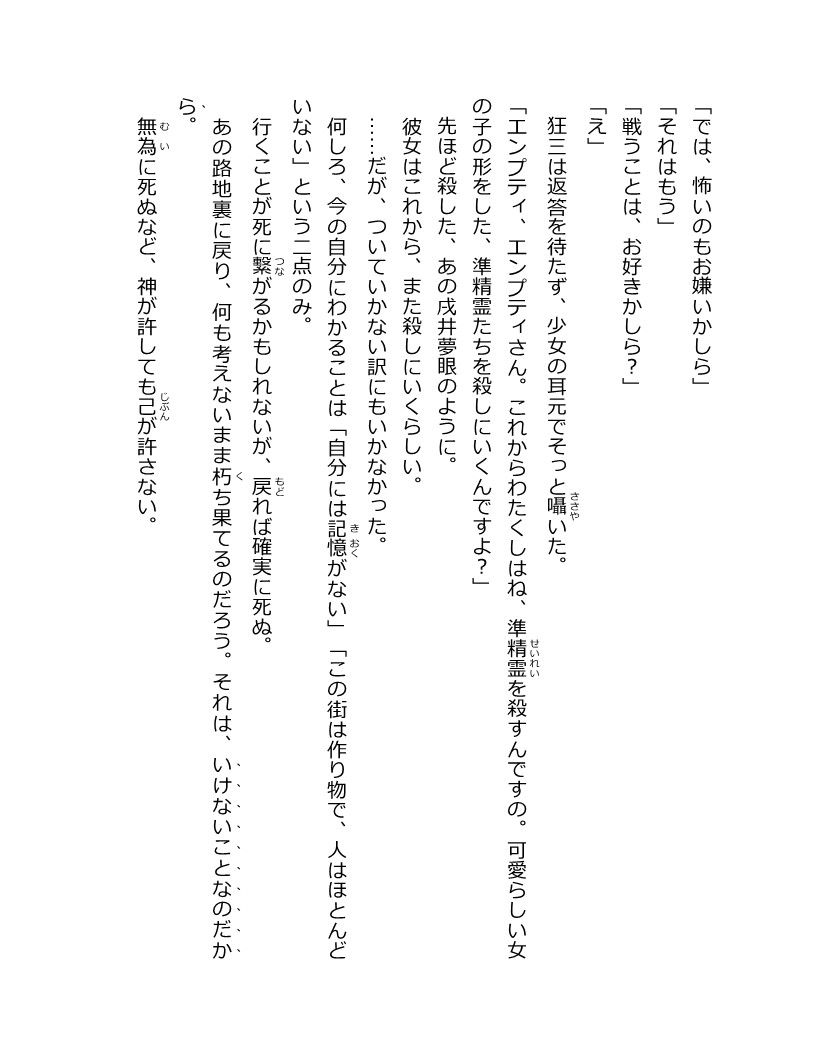 「では、怖いのもお嫌いかしら」
「それはもう」
「戦うことは、お好きかしら？」
「え」
狂三は返答を待たず、少女の耳元でそっと囁いた。
「エンプティ、エンプティさん。これからわたくしはね、準精霊を殺すんですの。可愛らしい女
の子の形をした、準精霊たちを殺しにいくんですよ？」
先ほど殺した、あの戌井夢眼のように。
彼女はこれから、また殺しにいくらしい。
……だが、ついていかない訳にもいかなかった。
何しろ、今の自分にわかることは「自分には記憶がない」「この街は作り物で、人はほとんど
いない」という二点のみ。
行くことが死に繋がるかもしれないが、戻れば確実に死ぬ。
あの路地裏に戻り、何も考えないまま朽ち果てるのだろう。それは、いけないことなのだか
ら。
無為に死ぬなど、神が許しても己が許さない。